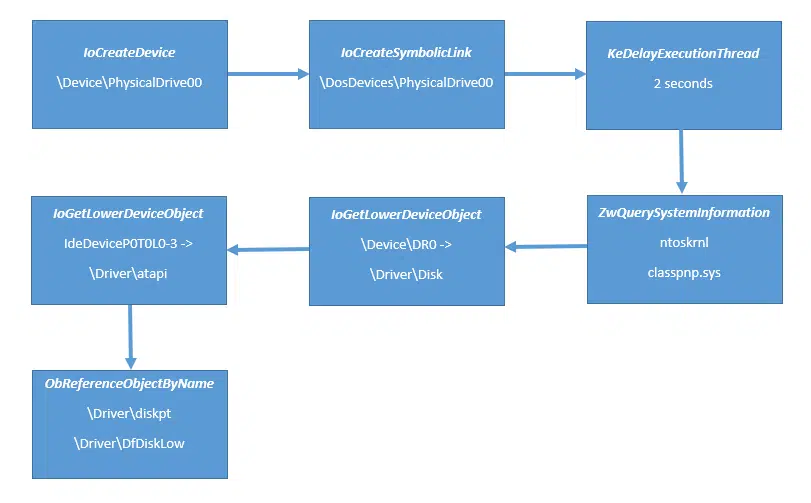 IoCreateDevice
\Device\PhysicalDrive00
IoCreateSymbolicLink
\DosDevices\PhysicalDrive00
KeDelayExecutionThread
2 seconds
ZwQuerySystemInformation
ntoskrnl
classpnp.sys
IoGetLowerDeviceObject
\Device\DR0 ->
\Driver\Disk
IoGetLowerDeviceObject
IdeDeviceP0T0L0-3 ->
\Driver\atapi
ObReferenceObjectByName
\Driver\diskpt
\Driver\DfDiskLow